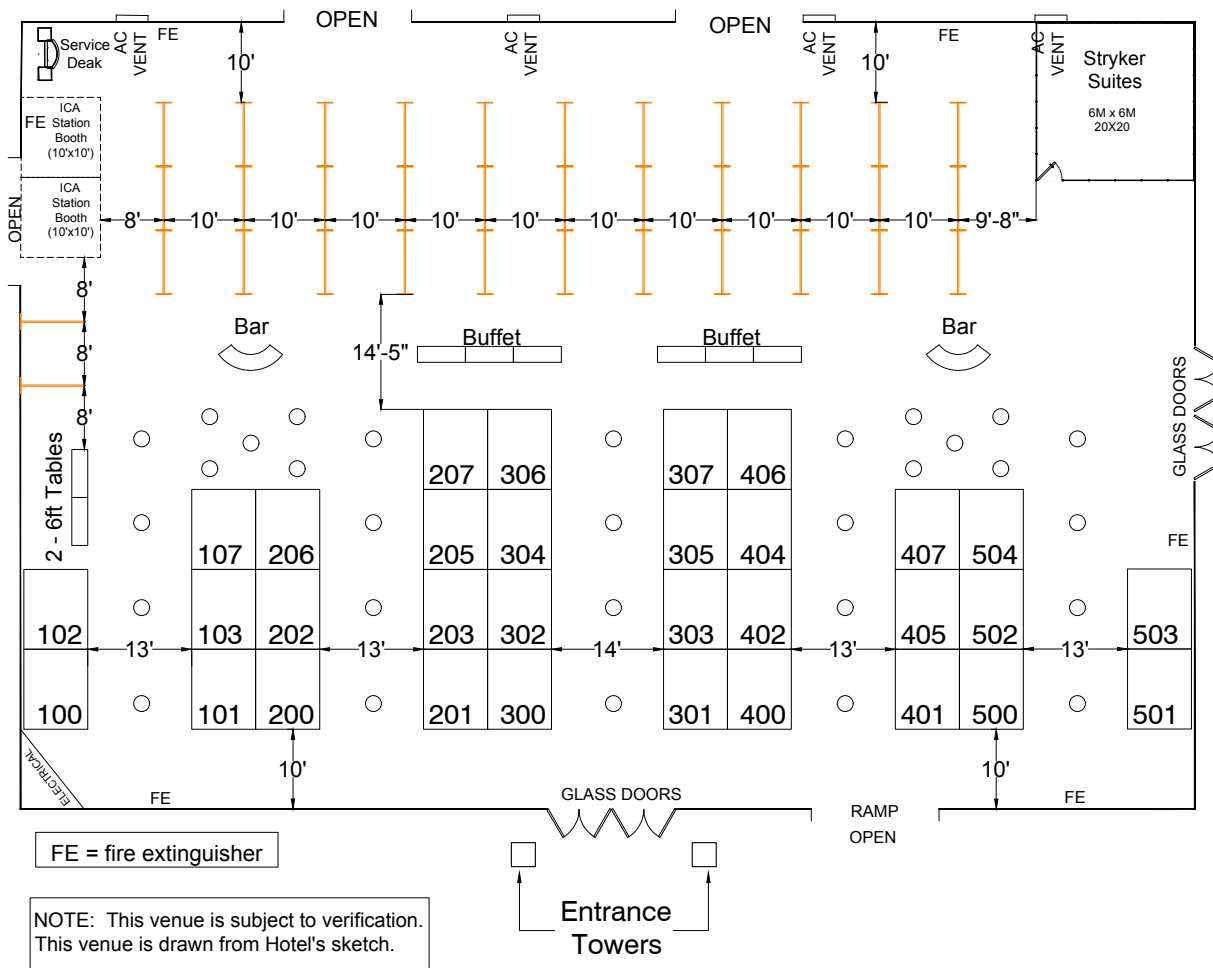 OPEN
OPEN
FE
FE
AC
VENT
AC
VENT
AC
VENT
AC
VENT
Service
Deak
10'
10'
Stryker
Suites
6M x 6M
20X20
ICA
Station
Booth
(10'x10')
FE
ICA
Station
Booth
(10'x10')
OPEN
8'
10'
10'
10'
10'
10'
10'
10'
10'
10'
10'
9'-8"
8'
8'
8'
Bar
Buffet
Buffet
Bar
14'-5"
GLASS DOORS
2 - 6ft Tables
207
306
307
406
107
206
205
304
305
404
407
504
FE
102
13'
103
202
13'
203
302
14'
303
402
13'
405
502
13'
503
100
101
200
201
300
301
400
401
500
501
ELECTRICAL
10'
10'
FE
GLASS DOORS
RAMP
OPEN
FE
FE = fire extinguisher
Entrance
Towers
NOTE: This venue is subject to verification.
This venue is drawn from Hotel's sketch.